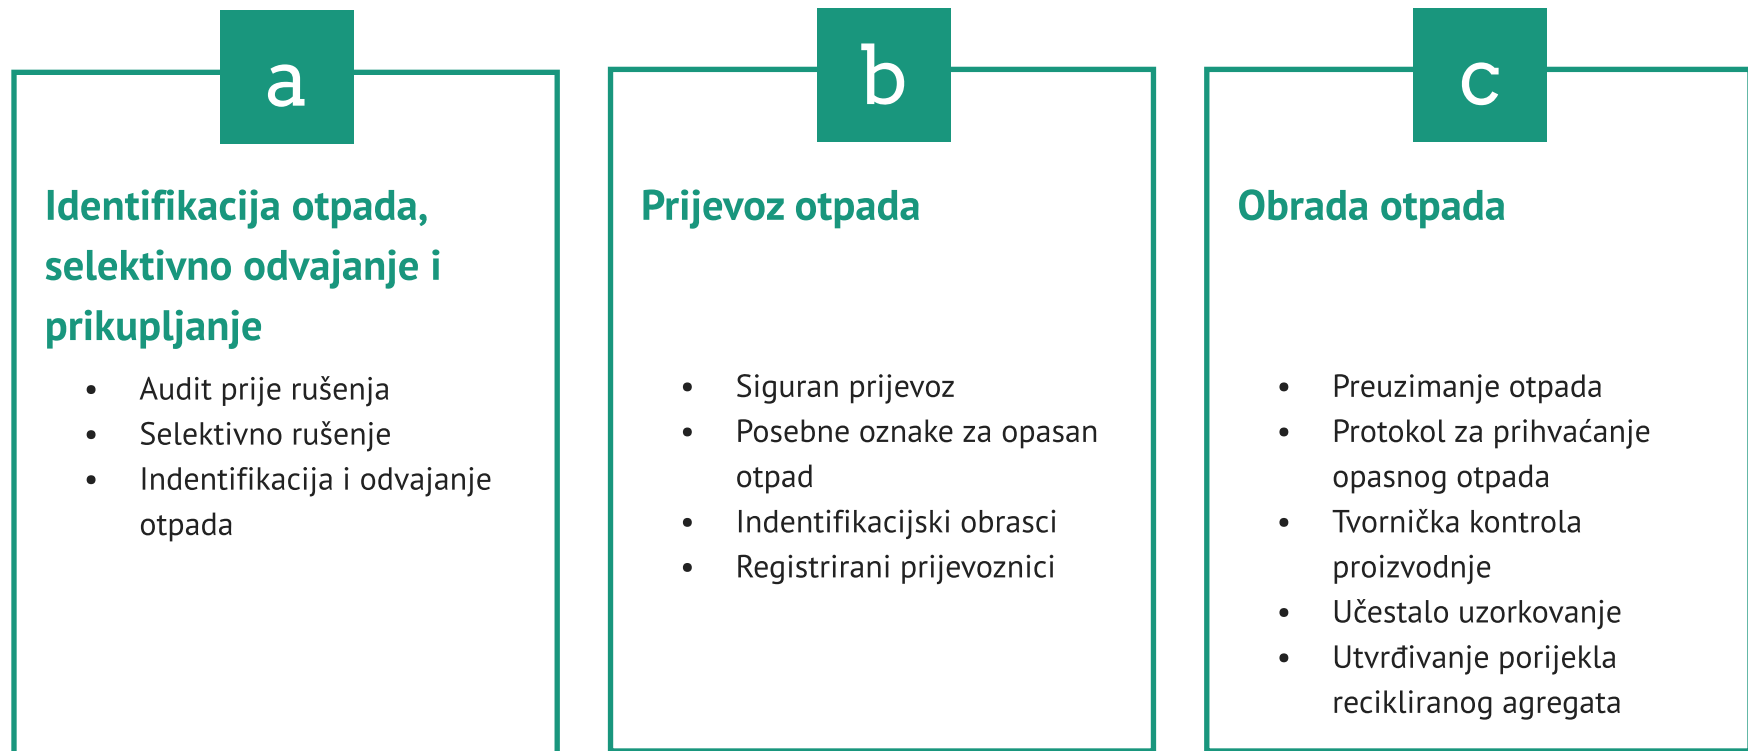 a
Identifikacija otpada,
selektivno odvajanje i
prikupljanje
• Audit prije rušenja
• Selektivno rušenje
• Indentifikacija i odvajanje
otpada
b
Prijevoz otpada
• Siguran prijevoz
• Posebne oznake za opasan
otpad
• Indentifikacijski obrasci
• Registrirani prijevoznici
c
Obrada otpada
• Preuzimanje otpada
• Protokol za prihvaćanje
opasnog otpada
• Tvornička kontrola
proizvodnje
• Učestalo uzorkovanje
• Utvrđivanje porijekla
recikliranog agregata